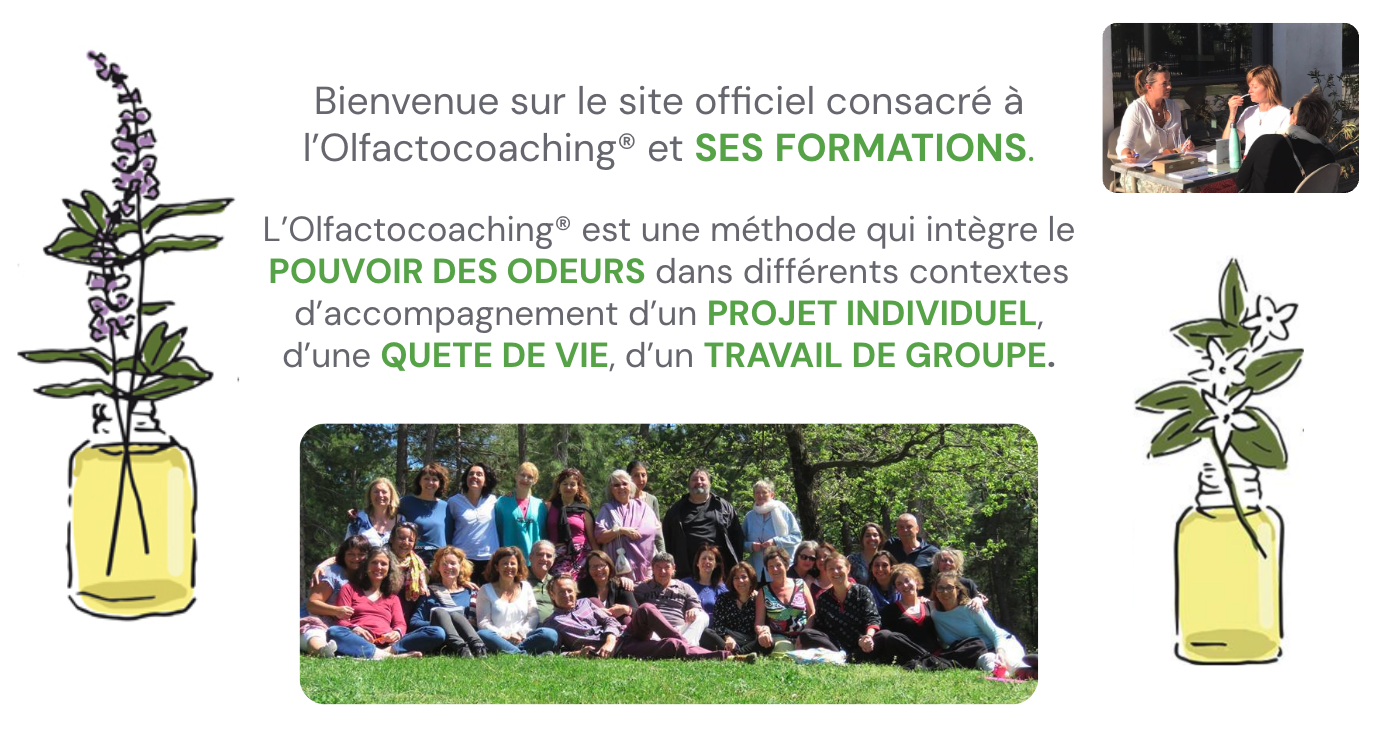 Bienvenue sur le site officiel consacré à
l’Olfactocoaching® et SES FORMATIONS.
L’Olfactocoaching® est une méthode qui intègre le
POUVOIR DES ODEURS dans différents contextes
d’accompagnement d’un PROJET INDIVIDUEL,
d’une QUETE DE VIE, d’un TRAVAIL DE GROUPE.